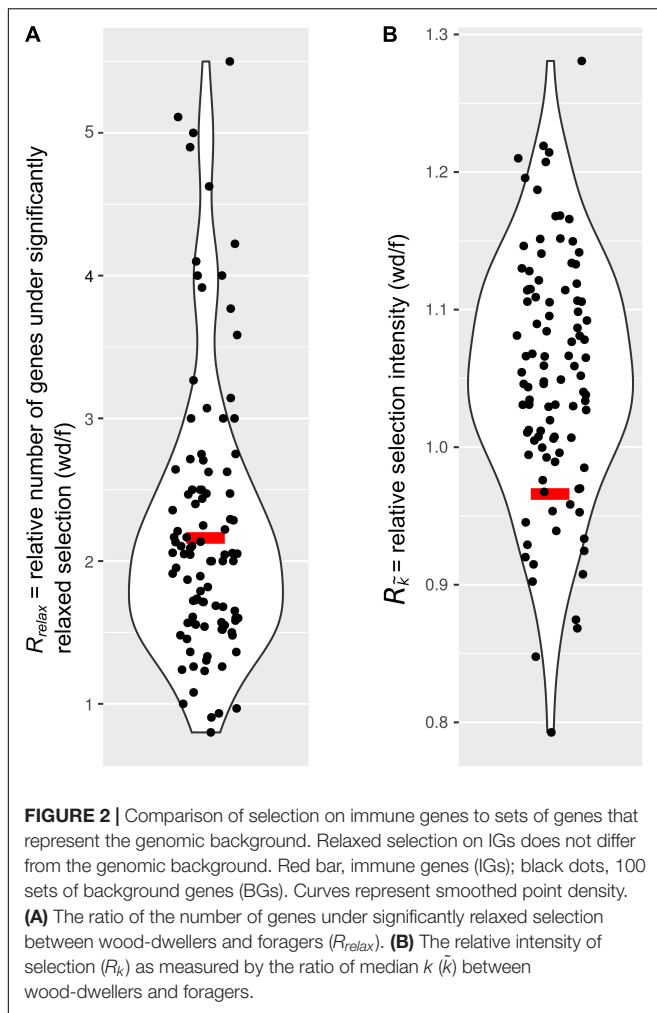 A
B
R_relax = relative number of genes under significantly
relaxed selection (wd/f)
5
4
3
2
1
R_k̃ = relative selection intensity (wd/f)
1.3
1.2
1.1
1.0
0.9
0.8
FIGURE 2 | Comparison of selection on immune genes to sets of genes that
represent the genomic background. Relaxed selection on IGs does not differ
from the genomic background. Red bar, immune genes (IGs); black dots, 100
sets of background genes (BGs). Curves represent smoothed point density.
(A) The ratio of the number of genes under significantly relaxed selection
between wood-dwellers and foragers (R_relax). (B) The relative intensity of
selection (R_k) as measured by the ratio of median k (k̃) between
wood-dwellers and foragers.